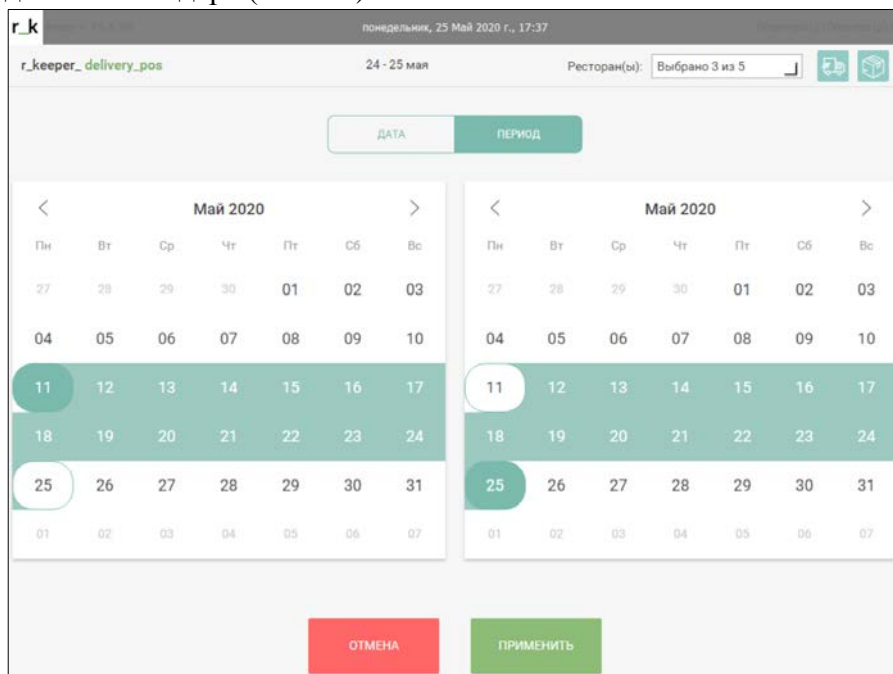 r_k
понедельник, 25 Май 2020 г., 17:37
r_keeper_ delivery_pos 24 - 25 мая Ресторан(ы): Выбрано 3 из 5
ДАТА ПЕРИОД
Май 2020
Пн Вт Ср Чт Пт Сб Вс
27 28 29 30 01 02 03
04 05 06 07 08 09 10
11 12 13 14 15 16 17
18 19 20 21 22 23 24
25 26 27 28 29 30 31
01 02 03 04 05 06 07
Май 2020
Пн Вт Ср Чт Пт Сб Вс
27 28 29 30 01 02 03
04 05 06 07 08 09 10
11 12 13 14 15 16 17
18 19 20 21 22 23 24
25 26 27 28 29 30 31
01 02 03 04 05 06 07
ОТМЕНА ПРИМЕНИТЬ